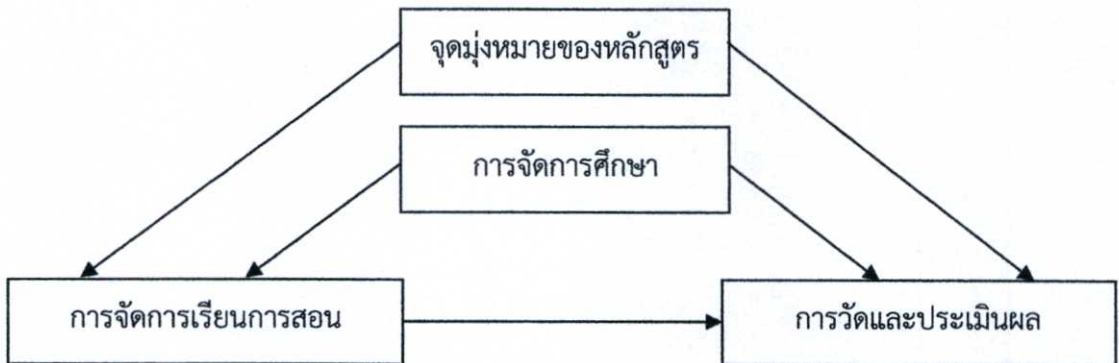 จุดมุ่งหมายของหลักสูตร
การจัดการศึกษา
การจัดการเรียนการสอน
การวัดและประเมินผล